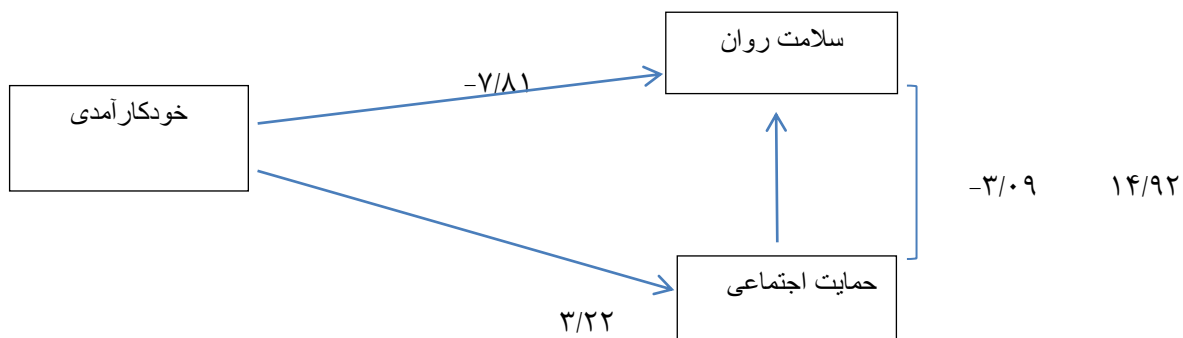 سلامت روان
−۷/۸۱
خودکارآمدی
−۳/۰۹
۱۴/۹۲
حمایت اجتماعی
۳/۲۲